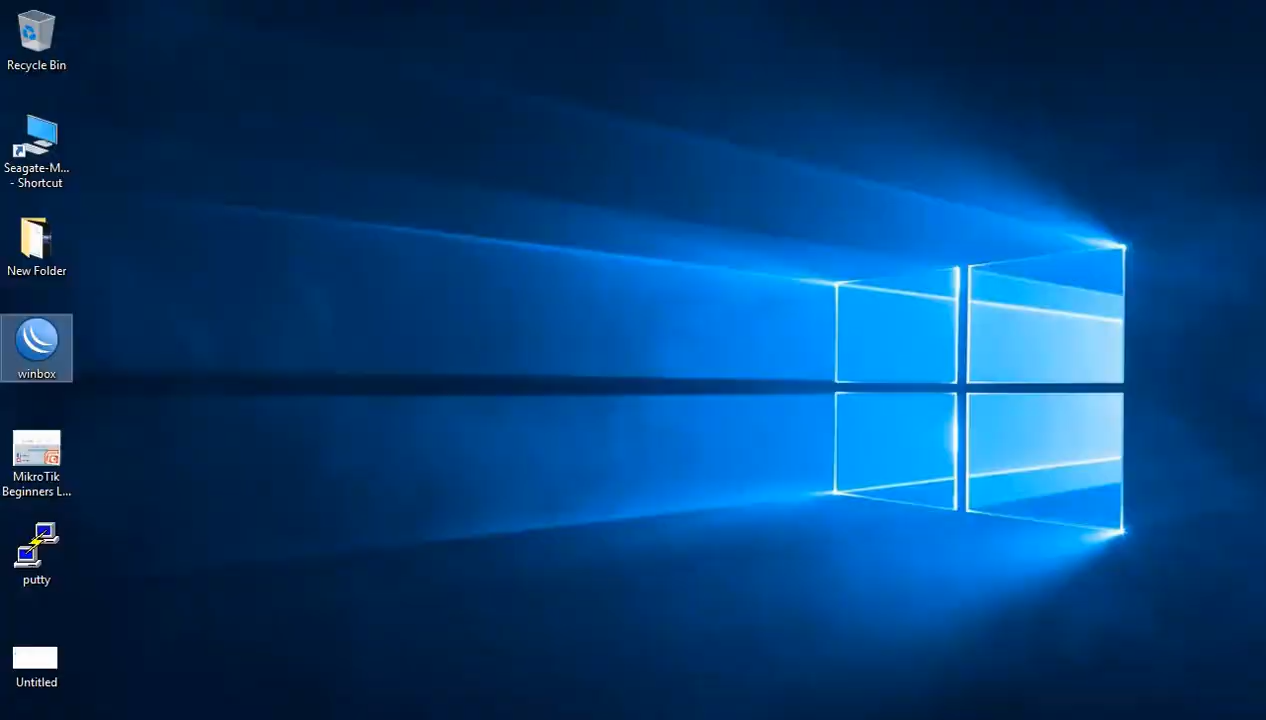 Recycle Bin
Seagate-M...
- Shortcut
New Folder
winbox
MikroTik
Beginners L...
putty
Untitled